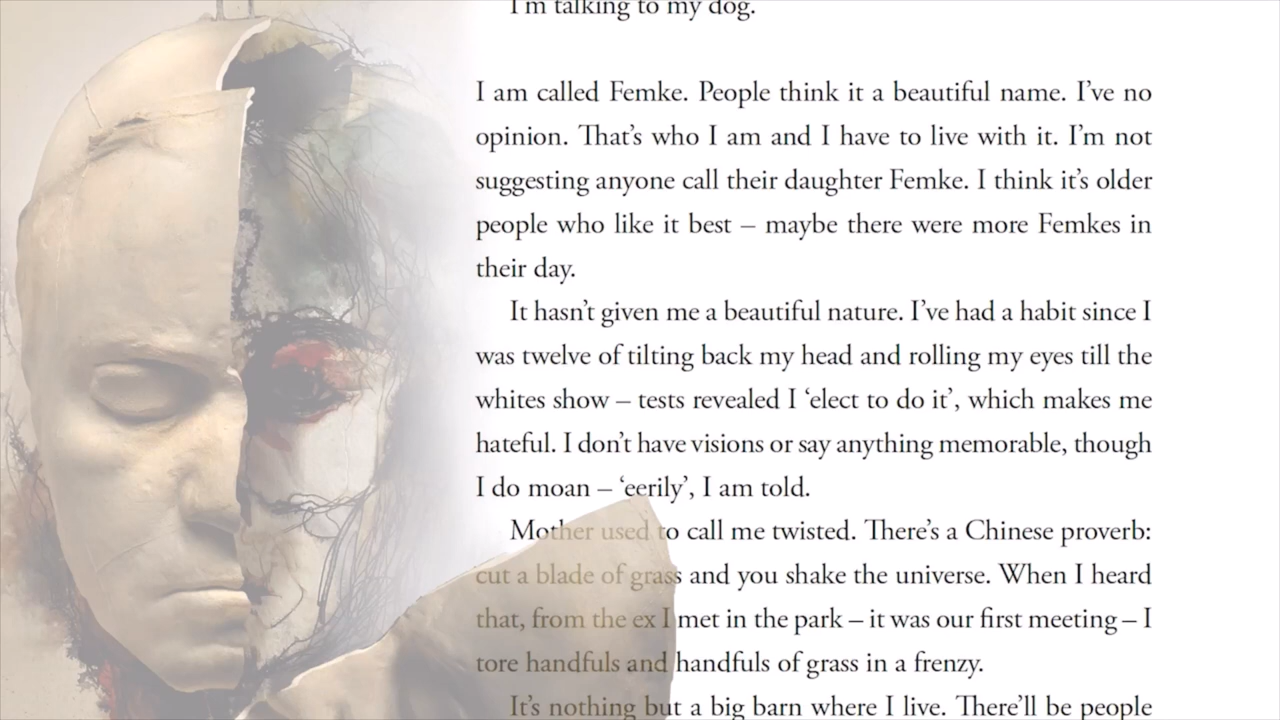 I'm talking to my dog.
I am called Femke. People think it a beautiful name. I've no
opinion. That's who I am and I have to live with it. I'm not
suggesting anyone call their daughter Femke. I think it's older
people who like it best – maybe there were more Femkes in
their day.
It hasn't given me a beautiful nature. I've had a habit since I
was twelve of tilting back my head and rolling my eyes till the
whites show – tests revealed I 'elect to do it', which makes me
hateful. I don't have visions or say anything memorable, though
I do moan – 'eerily', I am told.
Mother used to call me twisted. There's a Chinese proverb:
cut a blade of grass and you shake the universe. When I heard
that, from the ex I met in the park – it was our first meeting – I
tore handfuls and handfuls of grass in a frenzy.
It's nothing but a big barn where I live. There'll be people